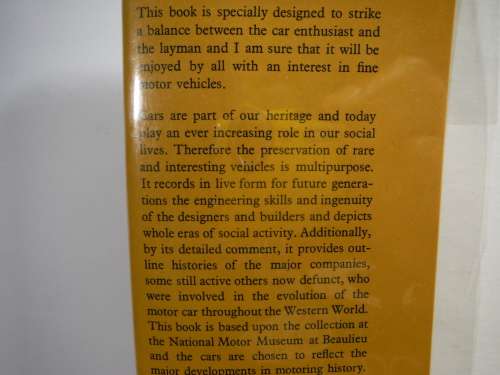 This book is specially designed to strike
a balance between the car enthusiast and
the layman and I am sure that it will be
enjoyed by all with an interest in fine
motor vehicles.
Cars are part of our heritage and today
play an ever increasing role in our social
lives. Therefore the preservation of rare
and interesting vehicles is multipurpose.
It records in live form for future genera-
tions the engineering skills and ingenuity
of the designers and builders and depicts
whole eras of social activity. Additionally,
by its detailed comment, it provides out-
line histories of the major companies,
some still active others now defunct, who
were involved in the evolution of the
motor car throughout the Western World.
This book is based upon the collection at
the National Motor Museum at Beaulieu
and the cars are chosen to reflect the
major developments in motoring history.